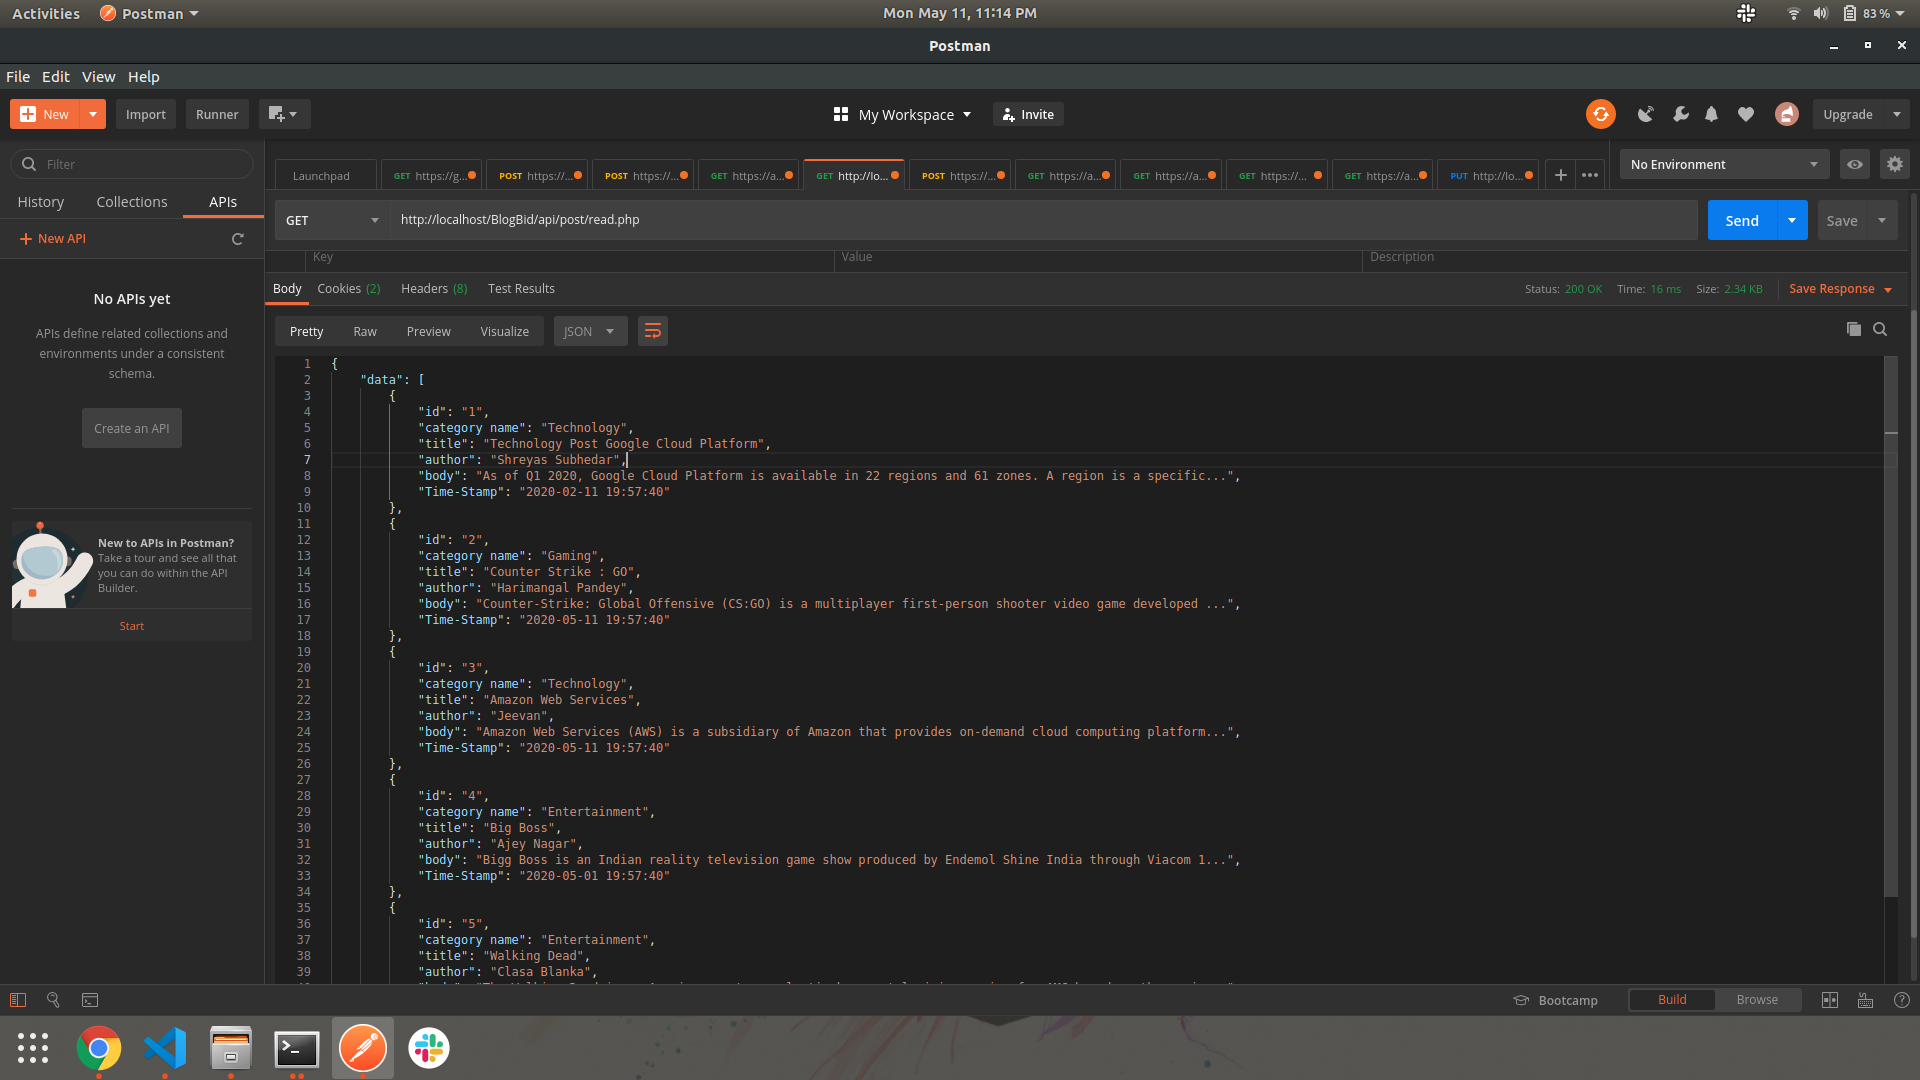 Activities Postman Mon May 11, 11:14 PM 83 %
Postman
File Edit View Help
New Import Runner My Workspace Invite Upgrade
Filter
Launchpad GET https://g... POST https://... POST https://... GET https://a... GET http://lo... POST https://... GET https://a... GET https://a... GET https://... GET https://a... PUT http://lo... No Environment
History Collections APIs
GET http://localhost/BlogBid/api/post/read.php Send Save
New API
Key Value Description
Body Cookies (2) Headers (8) Test Results Status: 200 OK Time: 16 ms Size: 2.34 KB Save Response
No APIs yet
APIs define related collections and
environments under a consistent
schema.
Create an API
New to APIs in Postman?
Take a tour and see all that
you can do within the API
Builder.
Start
Pretty Raw Preview Visualize JSON
1 {
2 "data": [
3 {
4 "id": "1",
5 "category name": "Technology",
6 "title": "Technology Post Google Cloud Platform",
7 "author": "Shreyas Subhedar",
8 "body": "As of Q1 2020, Google Cloud Platform is available in 22 regions and 61 zones. A region is a specific...",
9 "Time-Stamp": "2020-02-11 19:57:40"
10 },
11 {
12 "id": "2",
13 "category name": "Gaming",
14 "title": "Counter Strike : GO",
15 "author": "Harimangal Pandey",
16 "body": "Counter-Strike: Global Offensive (CS:GO) is a multiplayer first-person shooter video game developed ...",
17 "Time-Stamp": "2020-05-11 19:57:40"
18 },
19 {
20 "id": "3",
21 "category name": "Technology",
22 "title": "Amazon Web Services",
23 "author": "Jeevan",
24 "body": "Amazon Web Services (AWS) is a subsidiary of Amazon that provides on-demand cloud computing platform...",
25 "Time-Stamp": "2020-05-11 19:57:40"
26 },
27 {
28 "id": "4",
29 "category name": "Entertainment",
30 "title": "Big Boss",
31 "author": "Ajey Nagar",
32 "body": "Bigg Boss is an Indian reality television game show produced by Endemol Shine India through Viacom 1...",
33 "Time-Stamp": "2020-05-01 19:57:40"
34 },
35 {
36 "id": "5",
37 "category name": "Entertainment",
38 "title": "Walking Dead",
39 "author": "Clasa Blanka",
Bootcamp Build Browse